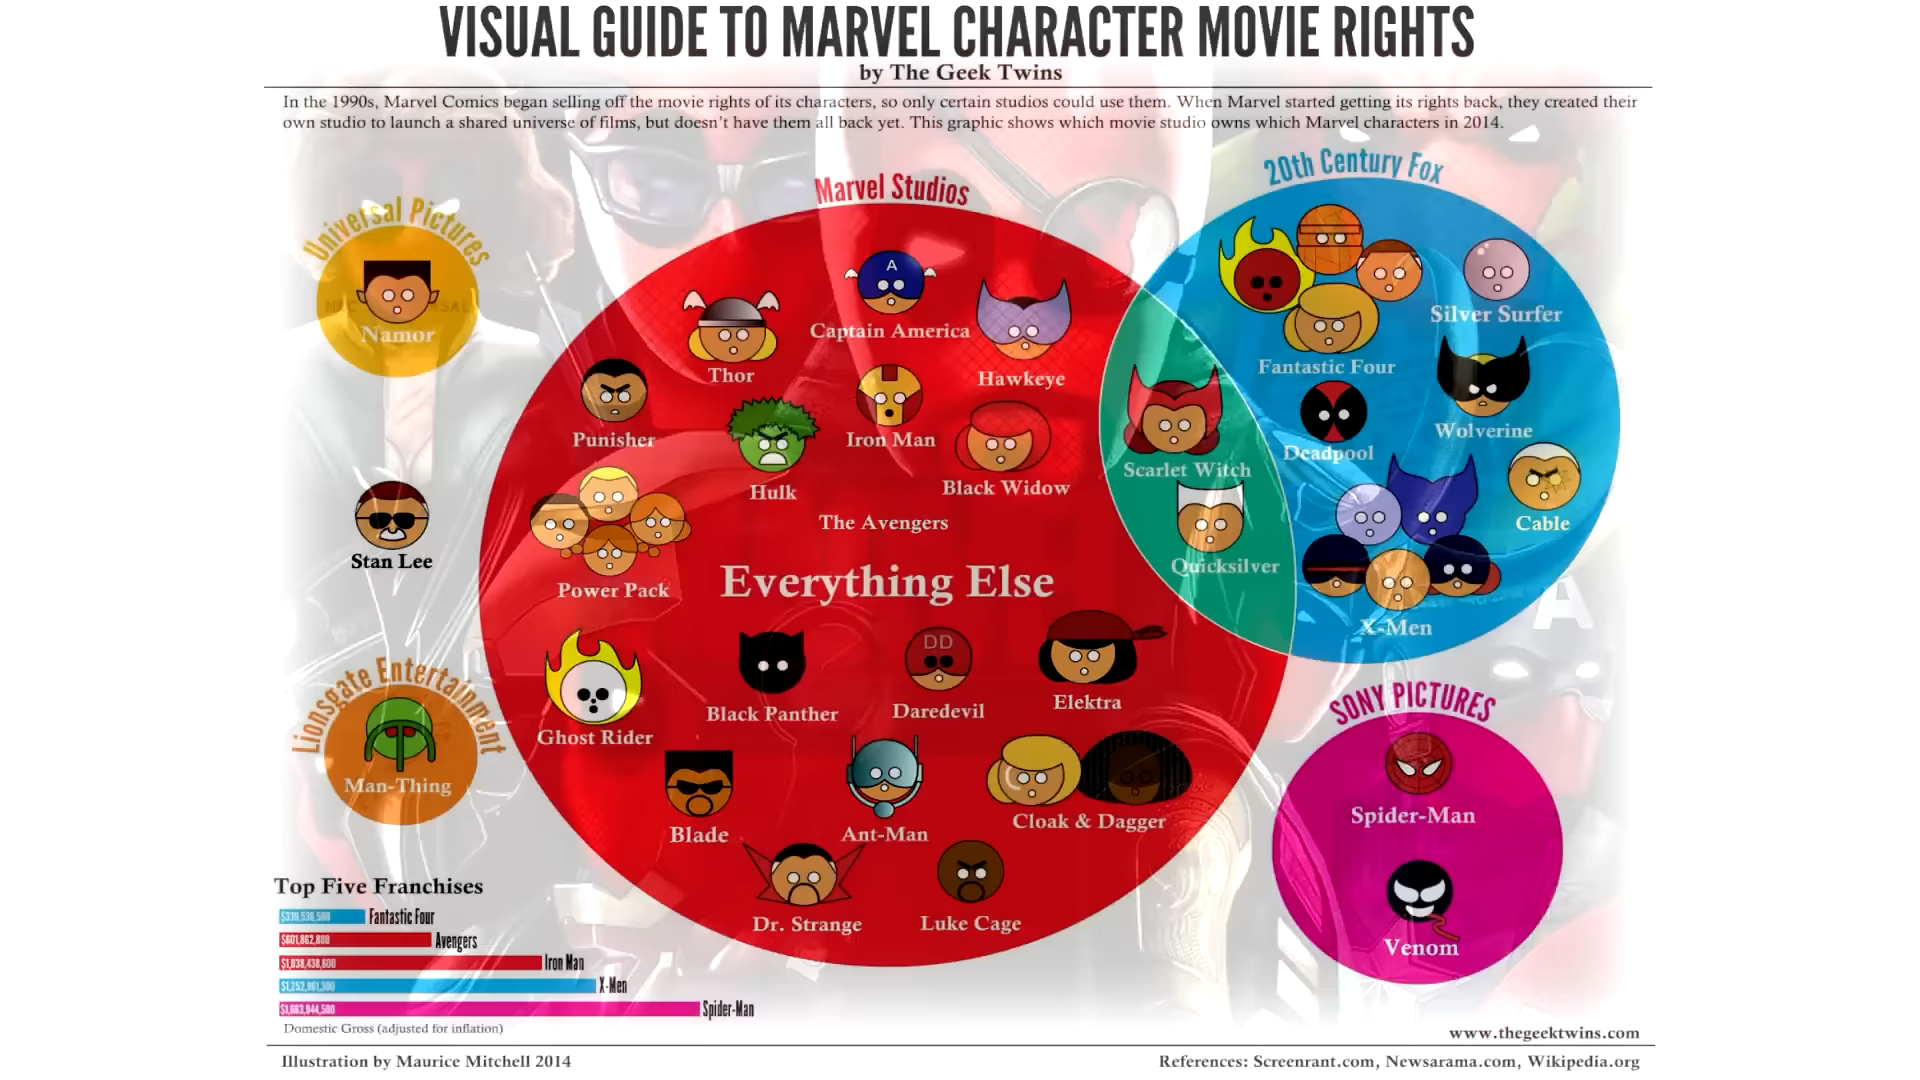 VISUAL GUIDE TO MARVEL CHARACTER MOVIE RIGHTS
by The Geek Twins
In the 1990s, Marvel Comics began selling off the movie rights of its characters, so only certain studios could use them. When Marvel started getting its rights back, they created their
own studio to launch a shared universe of films, but doesn't have them all back yet. This graphic shows which movie studio owns which Marvel characters in 2014.
Universal Pictures
Namor
Stan Lee
Lionsgate Entertainment
Man-Thing
Marvel Studios
A
Captain America
Thor
Hawkeye
Punisher
Iron Man
Hulk
Black Widow
The Avengers
Power Pack
Everything Else
DD
Ghost Rider
Black Panther
Daredevil
Elektra
Blade
Ant-Man
Cloak & Dagger
Dr. Strange
Luke Cage
Scarlet Witch
Quicksilver
20th Century Fox
Silver Surfer
Fantastic Four
Wolverine
Deadpool
Cable
X-Men
A
SONY PICTURES
Spider-Man
Venom
Top Five Franchises
Fantastic Four
$601,862,800 Avengers
$1,038,438,600 Iron Man
X-Men
Spider-Man
Domestic Gross (adjusted for inflation)
www.thegeektwins.com
Illustration by Maurice Mitchell 2014
References: Screenrant.com, Newsarama.com, Wikipedia.org